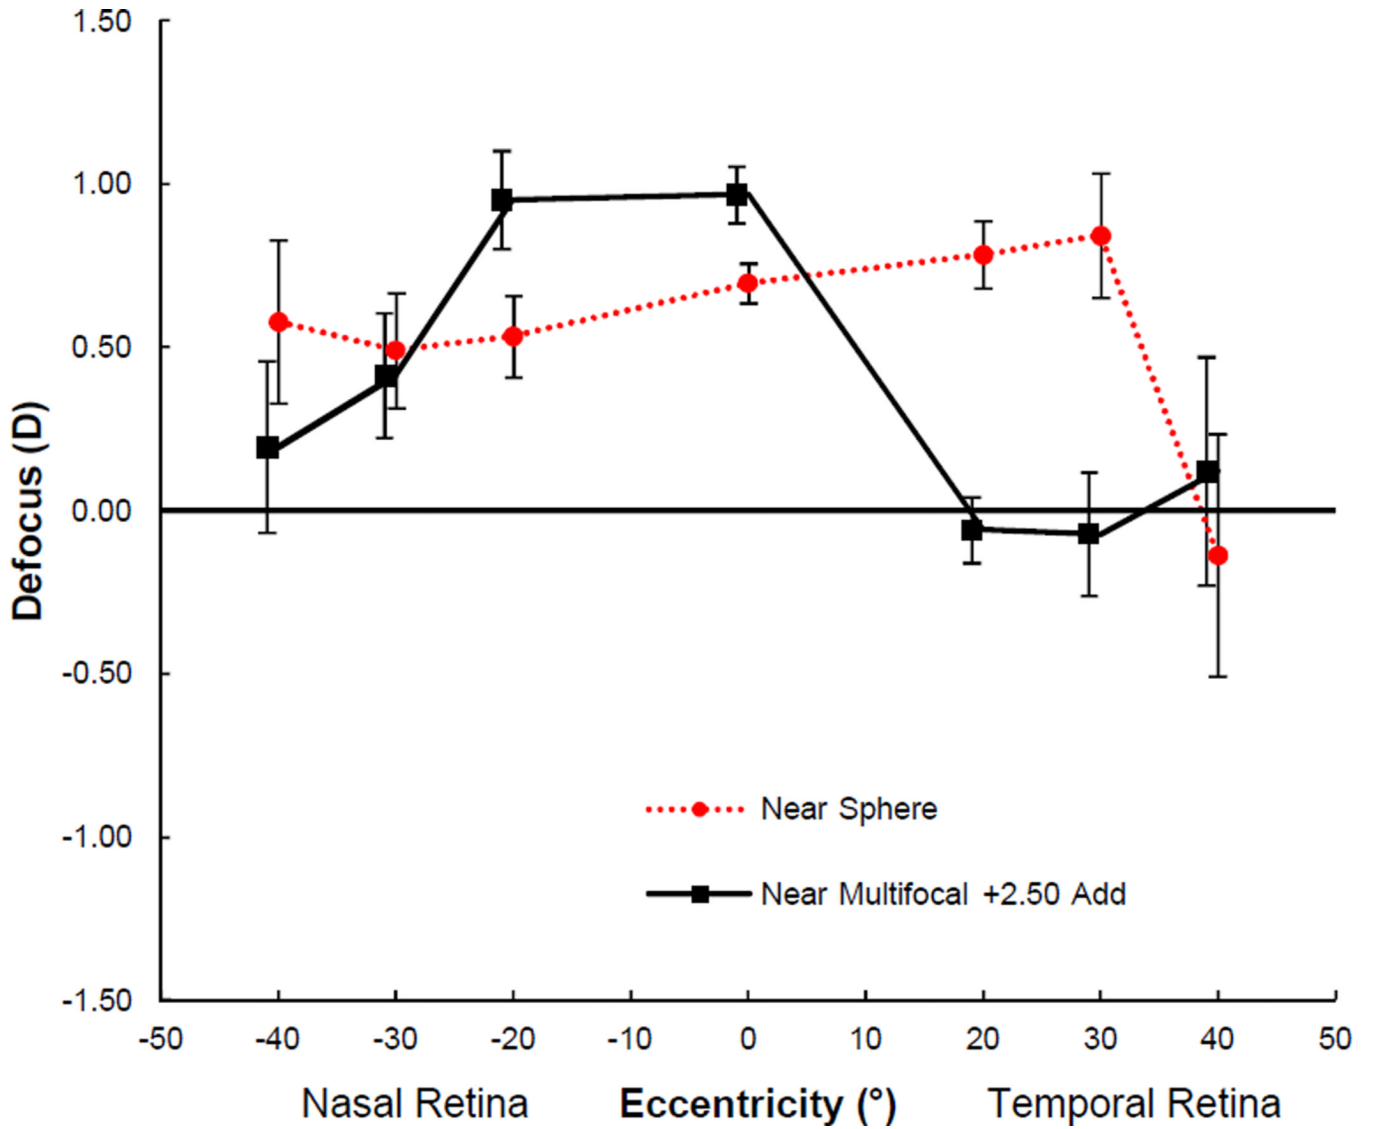 1.50
1.00
0.50
0.00
-0.50
-1.00
-1.50
Defocus (D)
Near Sphere
Near Multifocal +2.50 Add
-50 -40 -30 -20 -10 0 10 20 30 40 50
Nasal Retina Eccentricity (°) Temporal Retina